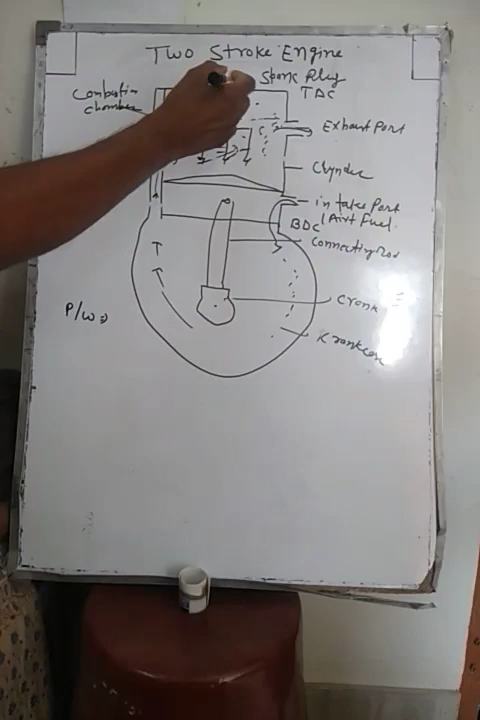 Two Stroke Engine
Spark Plug
TDC
Combustion
chamber
Exhaust Port
Cylinder
intake Port
(Air+Fuel
BDC
Connecting Rod
Crank
Krankcase
P/W ⇒